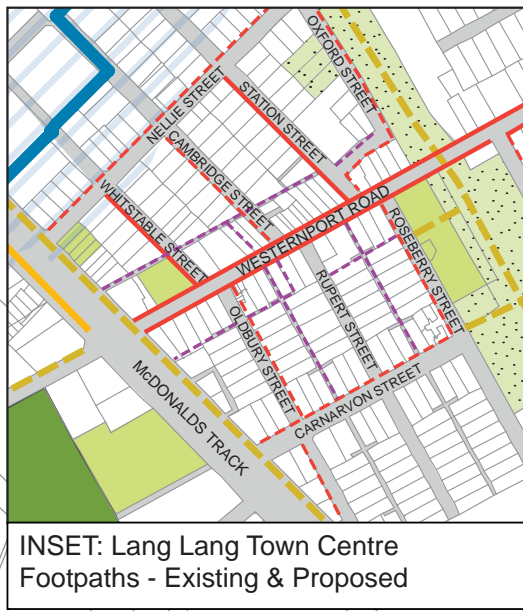 OXFORD STREET
NELLIE STREET
STATION STREET
CAMBRIDGE STREET
WHITSTABLE STREET
WESTERNPORT ROAD
ROSEBERRY STREET
RUPERT STREET
OLDBURY STREET
CARNARVON STREET
McDONALDS TRACK
INSET: Lang Lang Town Centre
Footpaths - Existing & Proposed